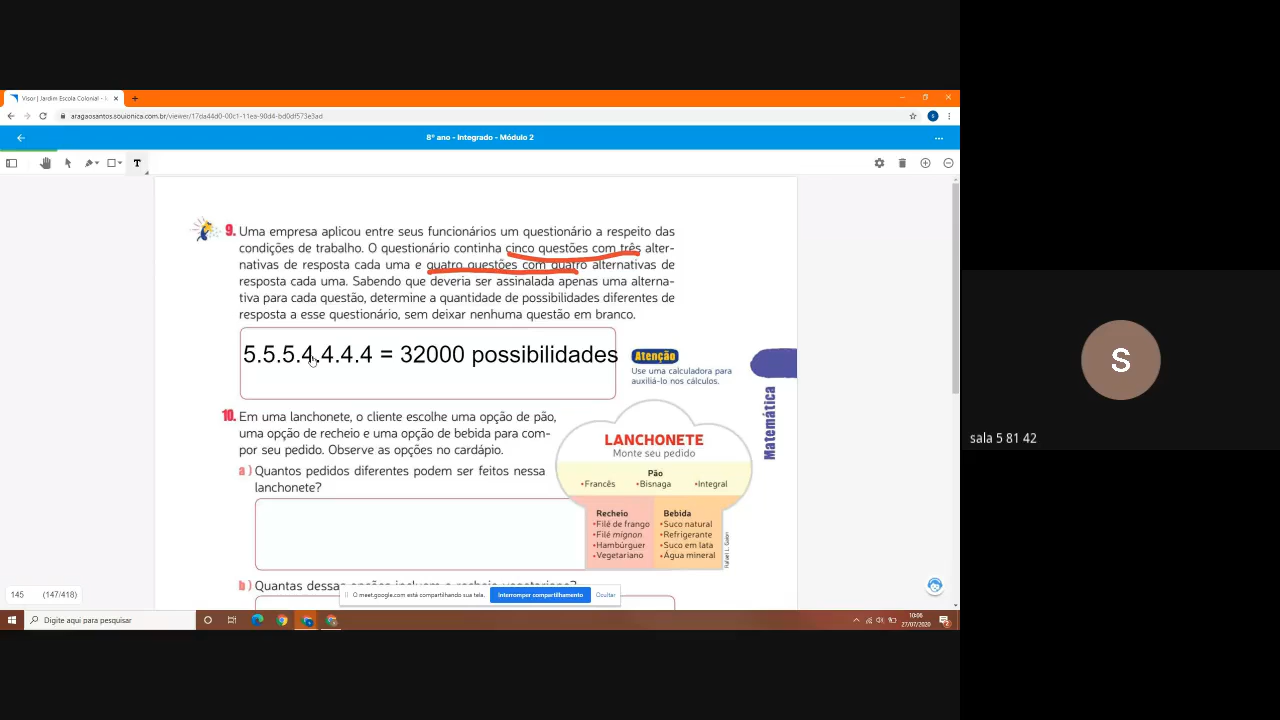 Visor | Jardim Escola Colonial - I
aragaosantos.souionica.com.br/viewer/17da44d0-00c1-11ea-90d4-bd0df573e3ad
8º ano - Integrado - Módulo 2
T
9. Uma empresa aplicou entre seus funcionários um questionário a respeito das
condições de trabalho. O questionário continha cinco questões com três alter-
nativas de resposta cada uma e quatro questões com quatro alternativas de
resposta cada uma. Sabendo que deveria ser assinalada apenas uma alterna-
tiva para cada questão, determine a quantidade de possibilidades diferentes de
resposta a esse questionário, sem deixar nenhuma questão em branco.
5.5.5.4.4.4.4 = 32000 possibilidades
Atenção
Use uma calculadora para
auxiliá-lo nos cálculos.
Matemática
10. Em uma lanchonete, o cliente escolhe uma opção de pão,
uma opção de recheio e uma opção de bebida para com-
por seu pedido. Observe as opções no cardápio.
a) Quantos pedidos diferentes podem ser feitos nessa
lanchonete?
LANCHONETE
Monte seu pedido
Pão
•Francês •Bisnaga •Integral
Recheio
•Filé de frango
•Filé mignon
•Hambúrguer
•Vegetariano
Bebida
•Suco natural
•Refrigerante
•Suco em lata
•Água mineral
b) Quantas dessas opções incluem o recheio vegetariano?
145 (147/418)
O meet.google.com está compartilhando sua tela.
Interromper compartilhamento
Ocultar
Digite aqui para pesquisar
10:06
27/07/2020
S
sala 5 81 42